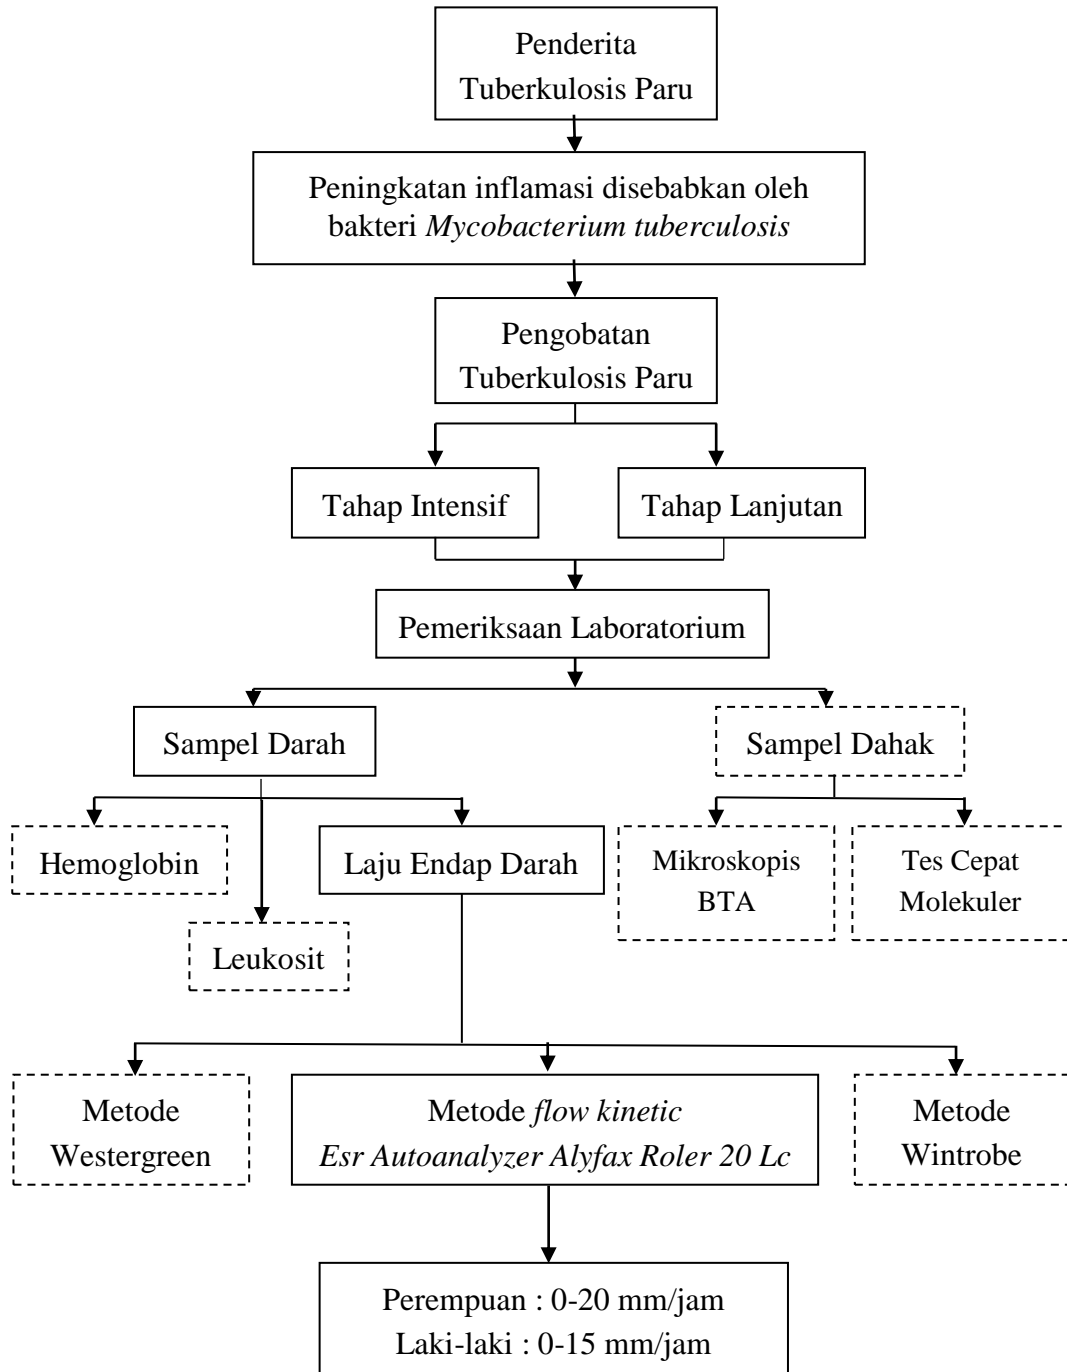 Penderita
Tuberkulosis Paru
Peningkatan inflamasi disebabkan oleh
bakteri Mycobacterium tuberculosis
Pengobatan
Tuberkulosis Paru
Tahap Intensif
Tahap Lanjutan
Pemeriksaan Laboratorium
Sampel Darah
Sampel Dahak
Hemoglobin
Leukosit
Laju Endap Darah
Mikroskopis
BTA
Tes Cepat
Molekuler
Metode
Westergreen
Metode flow kinetic
Esr Autoanalyzer Alyfax Roler 20 Lc
Metode
Wintrobe
Perempuan : 0-20 mm/jam
Laki-laki : 0-15 mm/jam